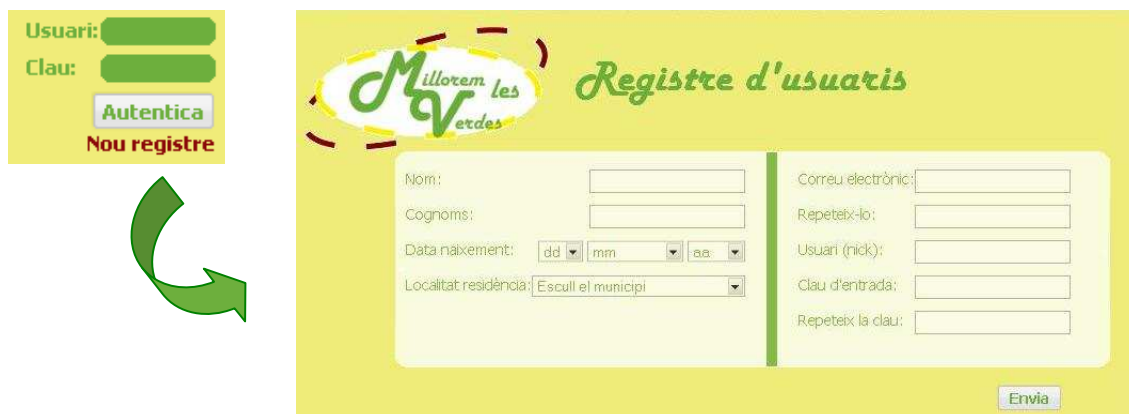 Usuari:
Clau:
Autentica
Nou registre
Millorem les
Verdes
Registre d'usuaris
Nom:
Cognoms:
Data naixement: dd mm aa
Localitat residència: Escull el municipi
Correu electrònic:
Repeteix-lo:
Usuari (nick):
Clau d'entrada:
Repeteix la clau:
Envia